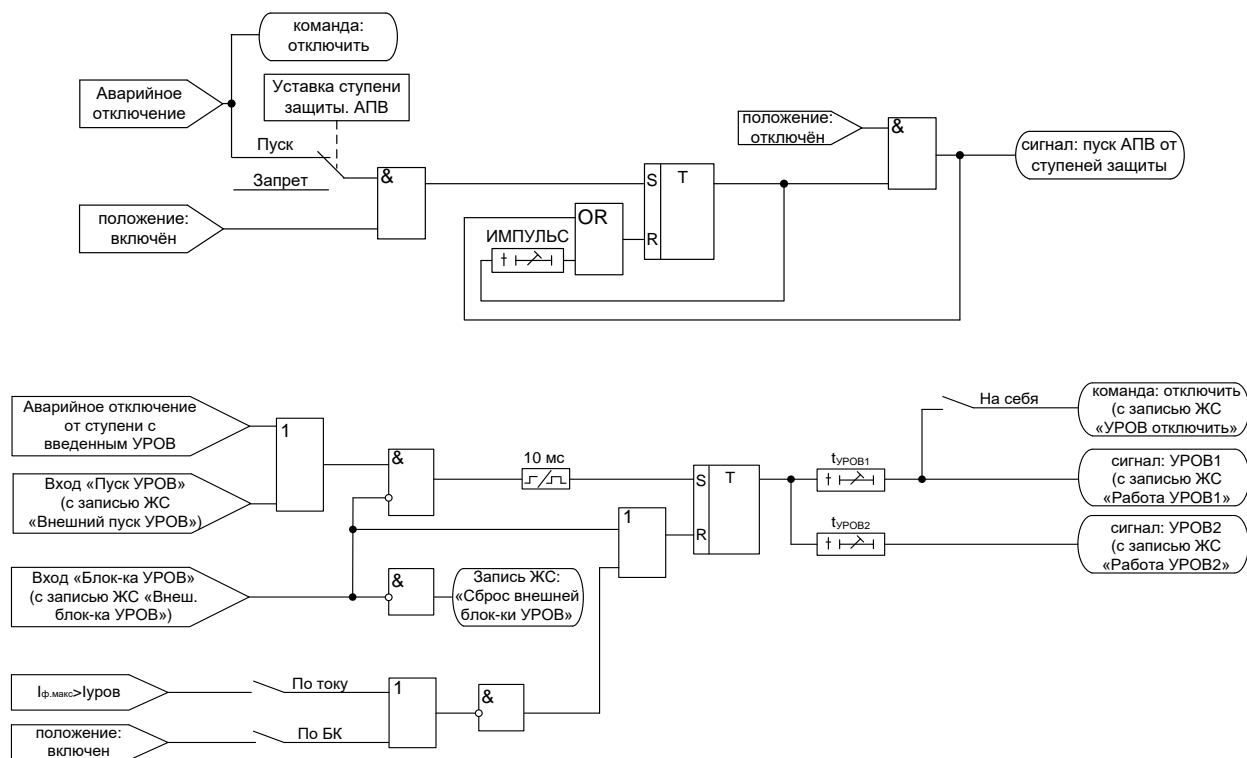 команда:
отключить
Аварийное
отключение
Уставка ступени
защиты. АПВ
Пуск
Запрет
&
положение:
включён
S
T
R
OR
ИМПУЛЬС
положение:
отключён
&
сигнал: пуск АПВ от
ступеней защиты
Аварийное отключение
от ступени с
введенным УРОВ
1
Вход «Пуск УРОВ»
(с записью ЖС
«Внешний пуск УРОВ»)
&
10 мс
S
T
R
1
tУРОВ1
На себя
команда: отключить
(с записью ЖС
«УРОВ отключить»
сигнал: УРОВ1
(с записью ЖС
«Работа УРОВ1»
tУРОВ2
сигнал: УРОВ2
(с записью ЖС
«Работа УРОВ2»
Вход «Блок-ка УРОВ»
(с записью ЖС «Внеш.
блок-ка УРОВ»)
&
Запись ЖС:
«Сброс внешней
блок-ки УРОВ»
Iф.макс>Iуров
По току
1
&
положение:
включен
По БК